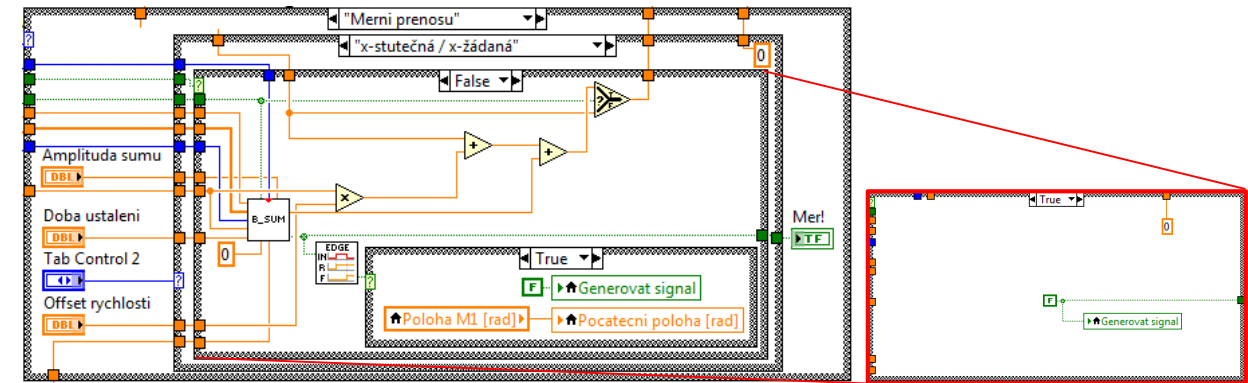 "Merni prenosu"
"x-stutečná / x-žádaná"
0
False
?
?
?
Amplituda sumu
DBL
×
+
+
Doba ustaleni
DBL
B_SUM
Mer!
TF
Tab Control 2
0
EDGE
IN
R
F
True
?
?
F
Generovat signal
Offset rychlosti
DBL
Poloha M1 [rad]
Pocatecni poloha [rad]
True
?
0
F
Generovat signal